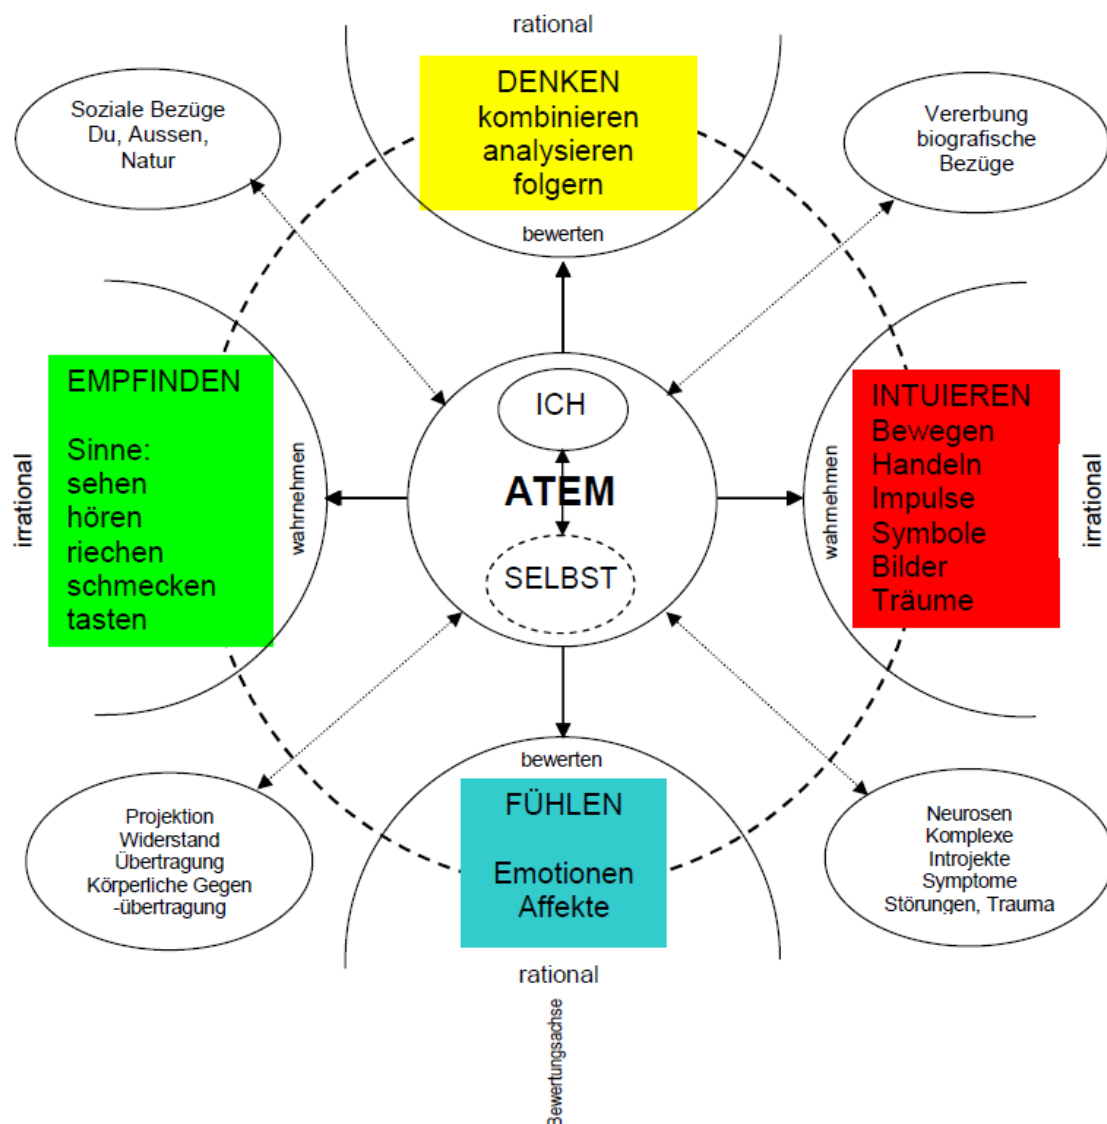 rational
DENKEN
kombinieren
analysieren
folgern
bewerten
Soziale Bezüge
Du, Aussen,
Natur
Vererbung
biografische
Bezüge
irrational
EMPFINDEN
Sinne:
sehen
hören
riechen
schmecken
tasten
wahrnehmen
ICH
ATEM
SELBST
wahrnehmen
INTUIEREN
Bewegen
Handeln
Impulse
Symbole
Bilder
Träume
irrational
Projektion
Widerstand
Übertragung
Körperliche Gegen
-übertragung
bewerten
FÜHLEN
Emotionen
Affekte
rational
Neurosen
Komplexe
Introjekte
Symptome
Störungen, Trauma
Bewertungsachse